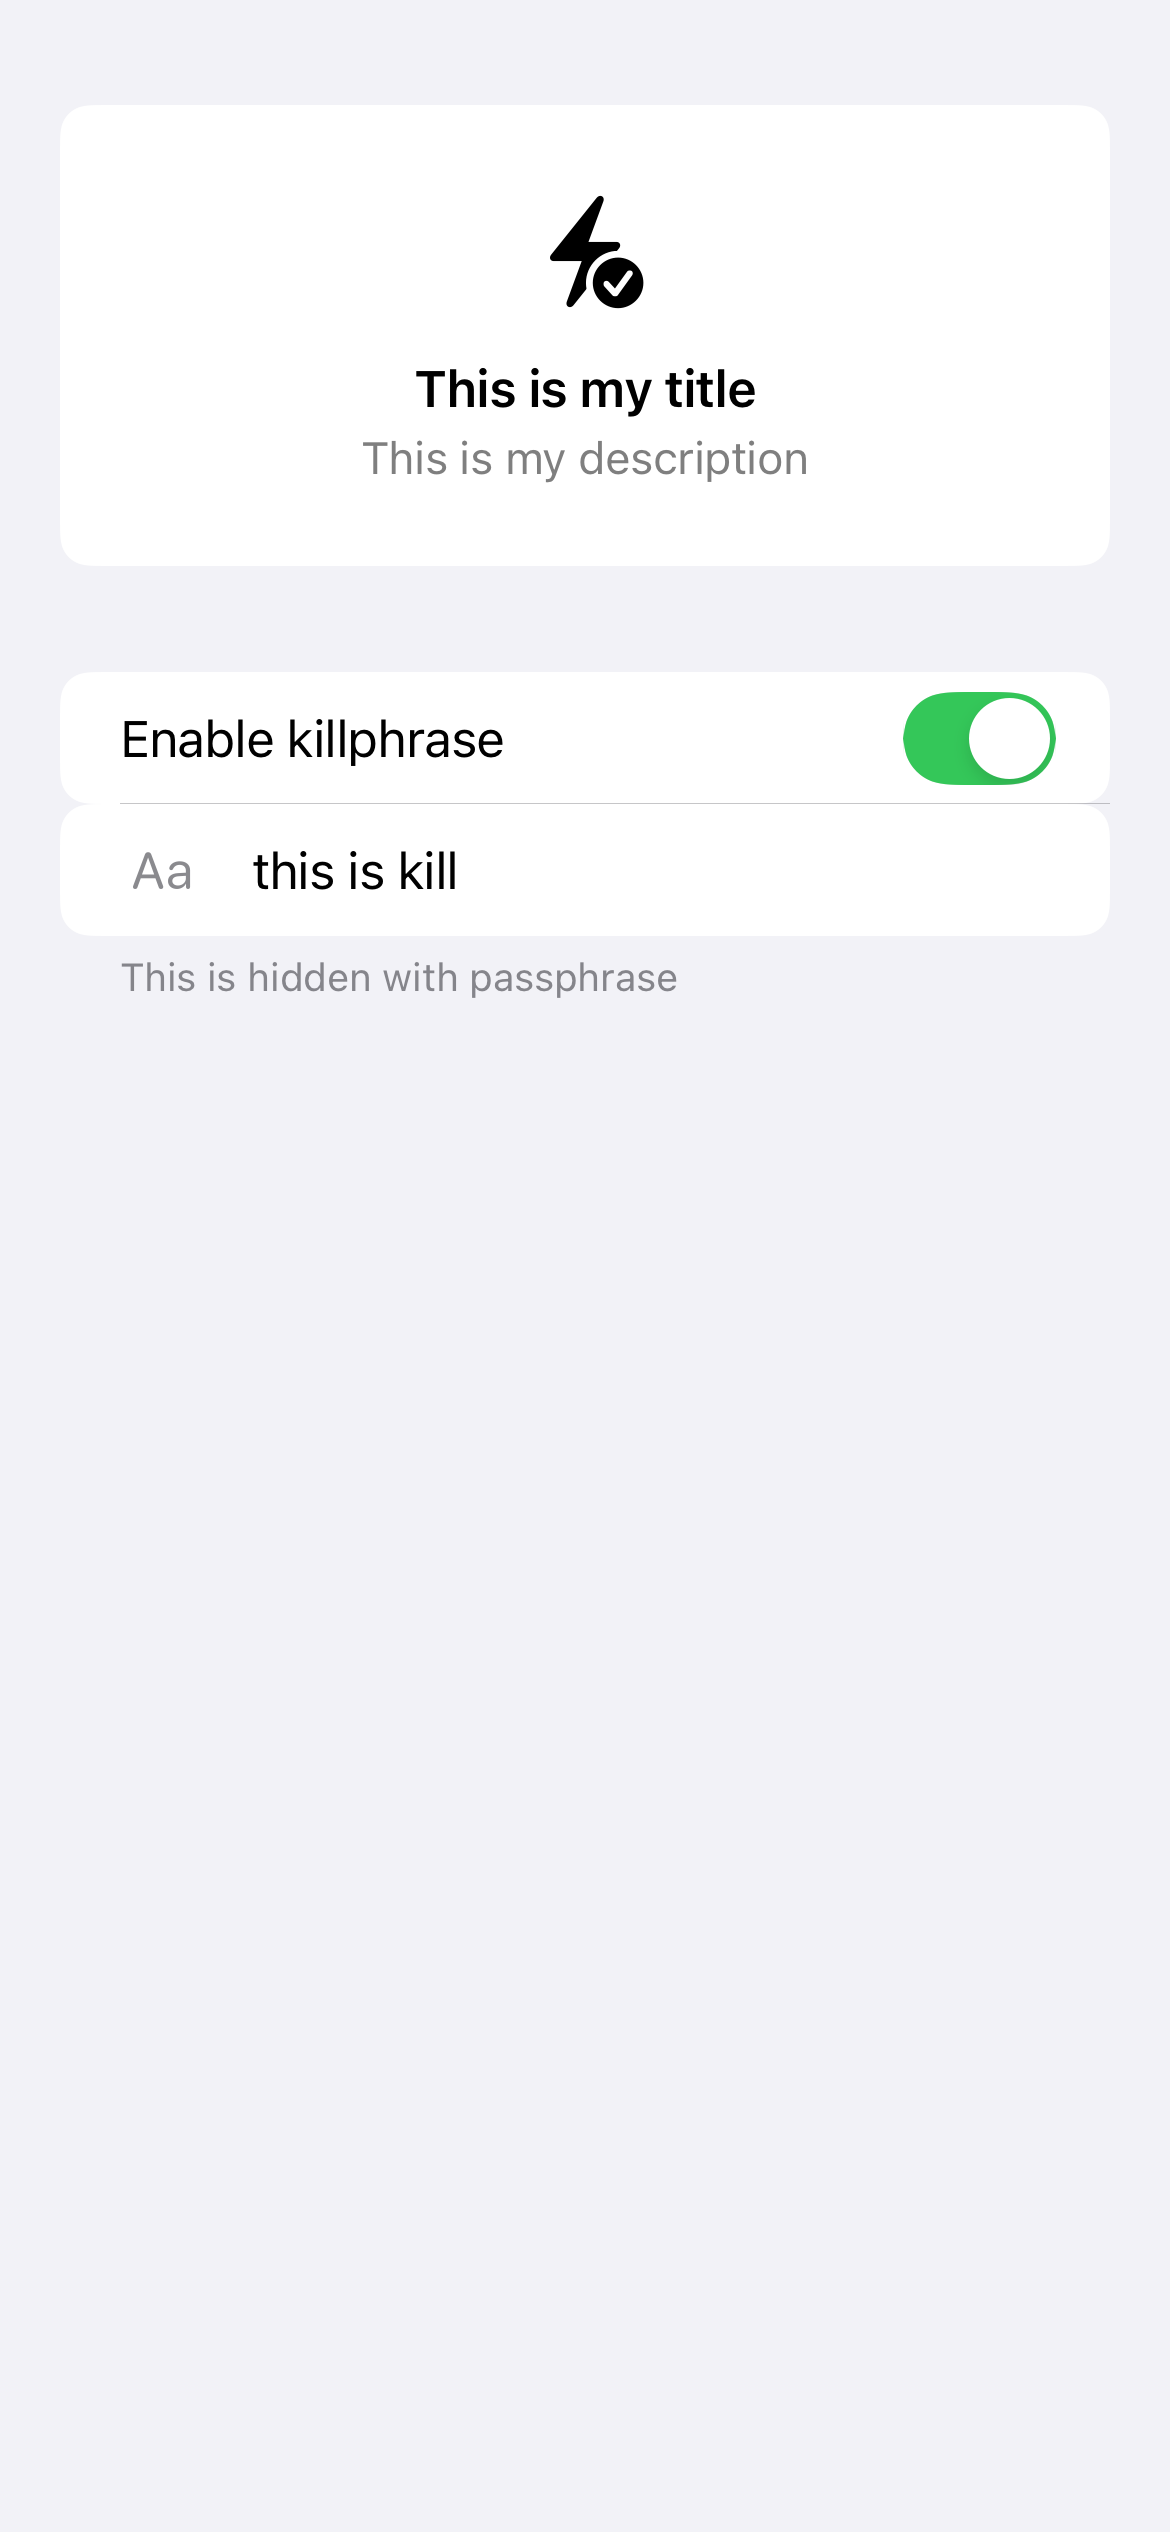 This is my title
This is my description
Enable killphrase
Aa this is kill
This is hidden with passphrase